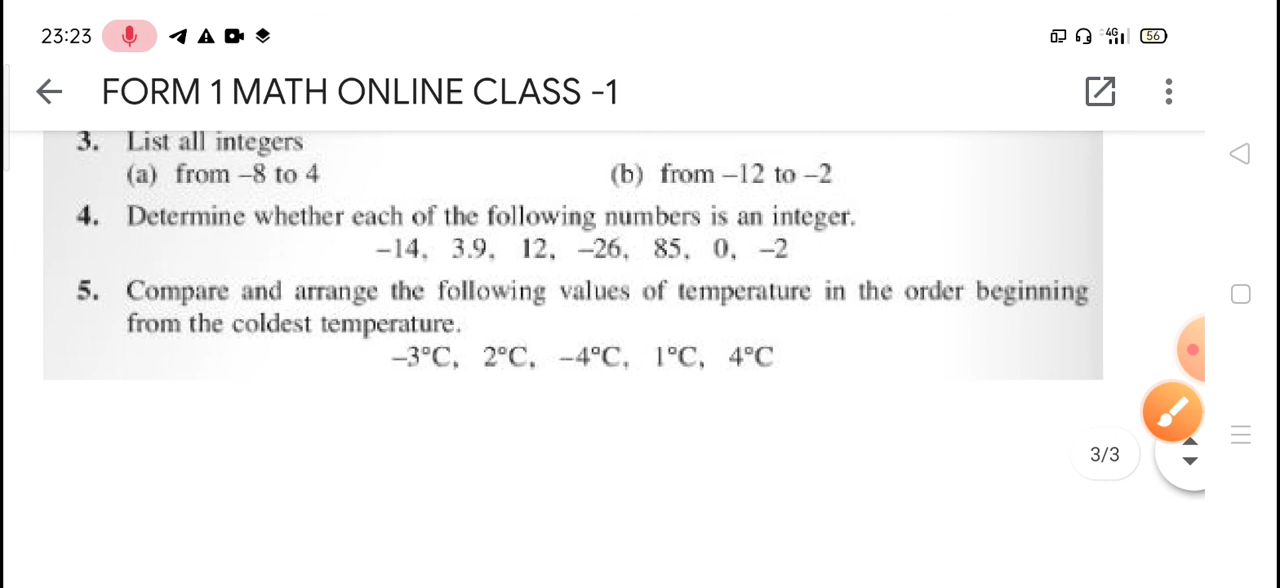 23:23 4G 56
FORM 1 MATH ONLINE CLASS -1
3. List all integers
(a) from –8 to 4 (b) from –12 to –2
4. Determine whether each of the following numbers is an integer.
–14, 3.9, 12, –26, 85, 0, –2
5. Compare and arrange the following values of temperature in the order beginning
from the coldest temperature.
–3°C, 2°C, –4°C, 1°C, 4°C
3/3